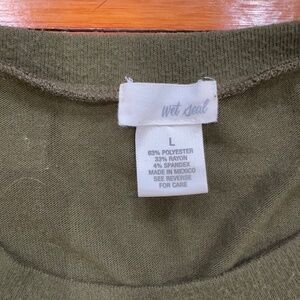 wet seal
L
63% POLYESTER
33% RAYON
4% SPANDEX
MADE IN MEXICO
SEE REVERSE
FOR CARE